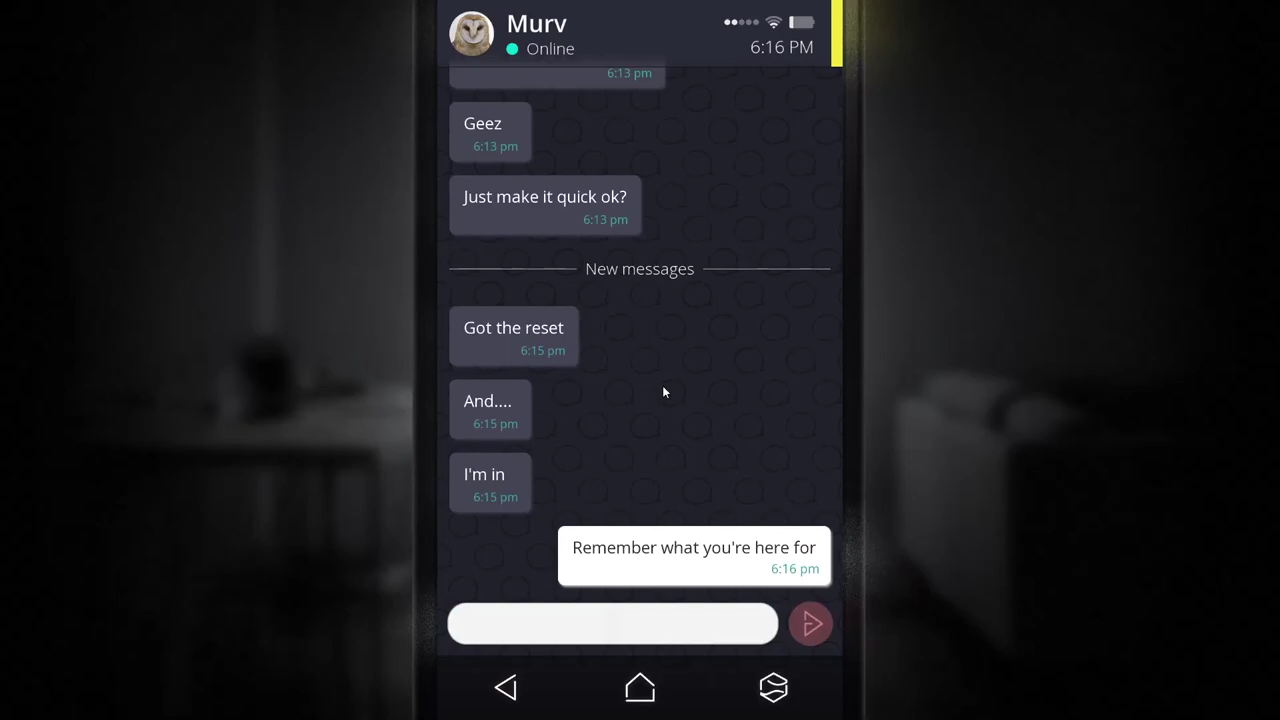 Murv
Online
6:16 PM
6:13 pm
Geez
6:13 pm
Just make it quick ok?
6:13 pm
New messages
Got the reset
6:15 pm
And....
6:15 pm
I'm in
6:15 pm
Remember what you're here for
6:16 pm